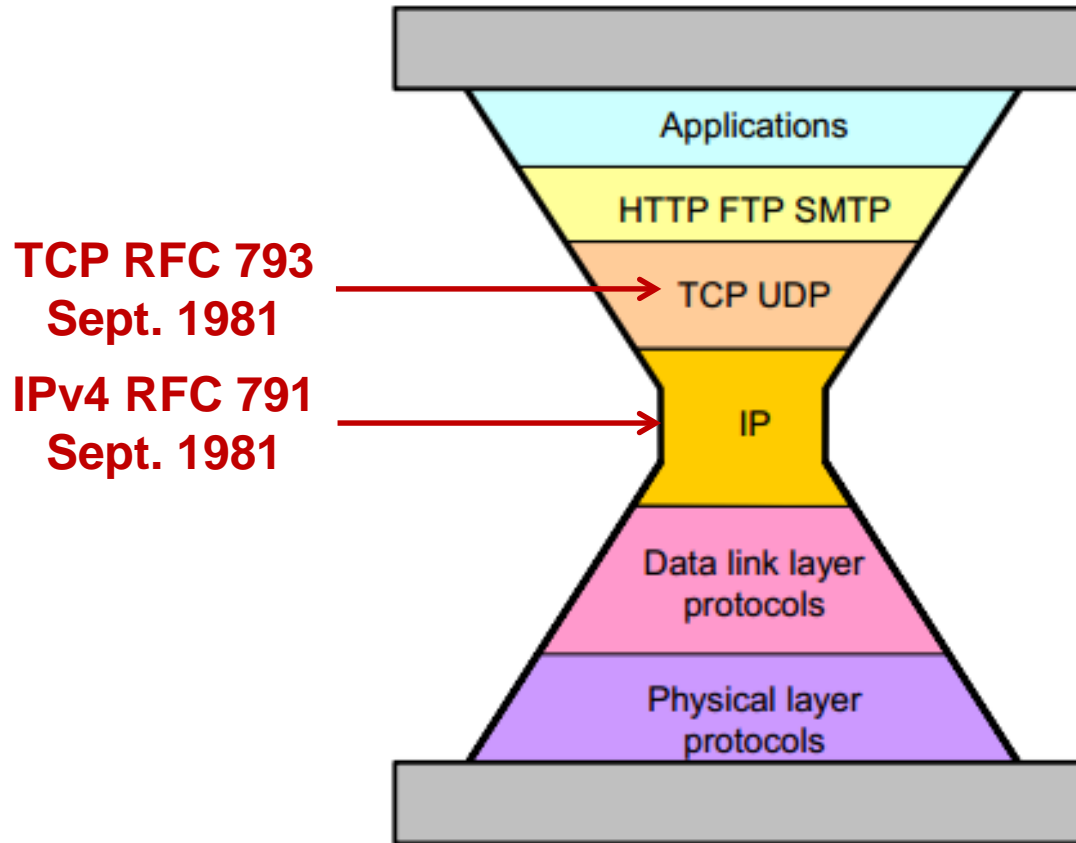 Applications
HTTP FTP SMTP
TCP RFC 793
Sept. 1981
TCP UDP
IPv4 RFC 791
Sept. 1981
IP
Data link layer
protocols
Physical layer
protocols